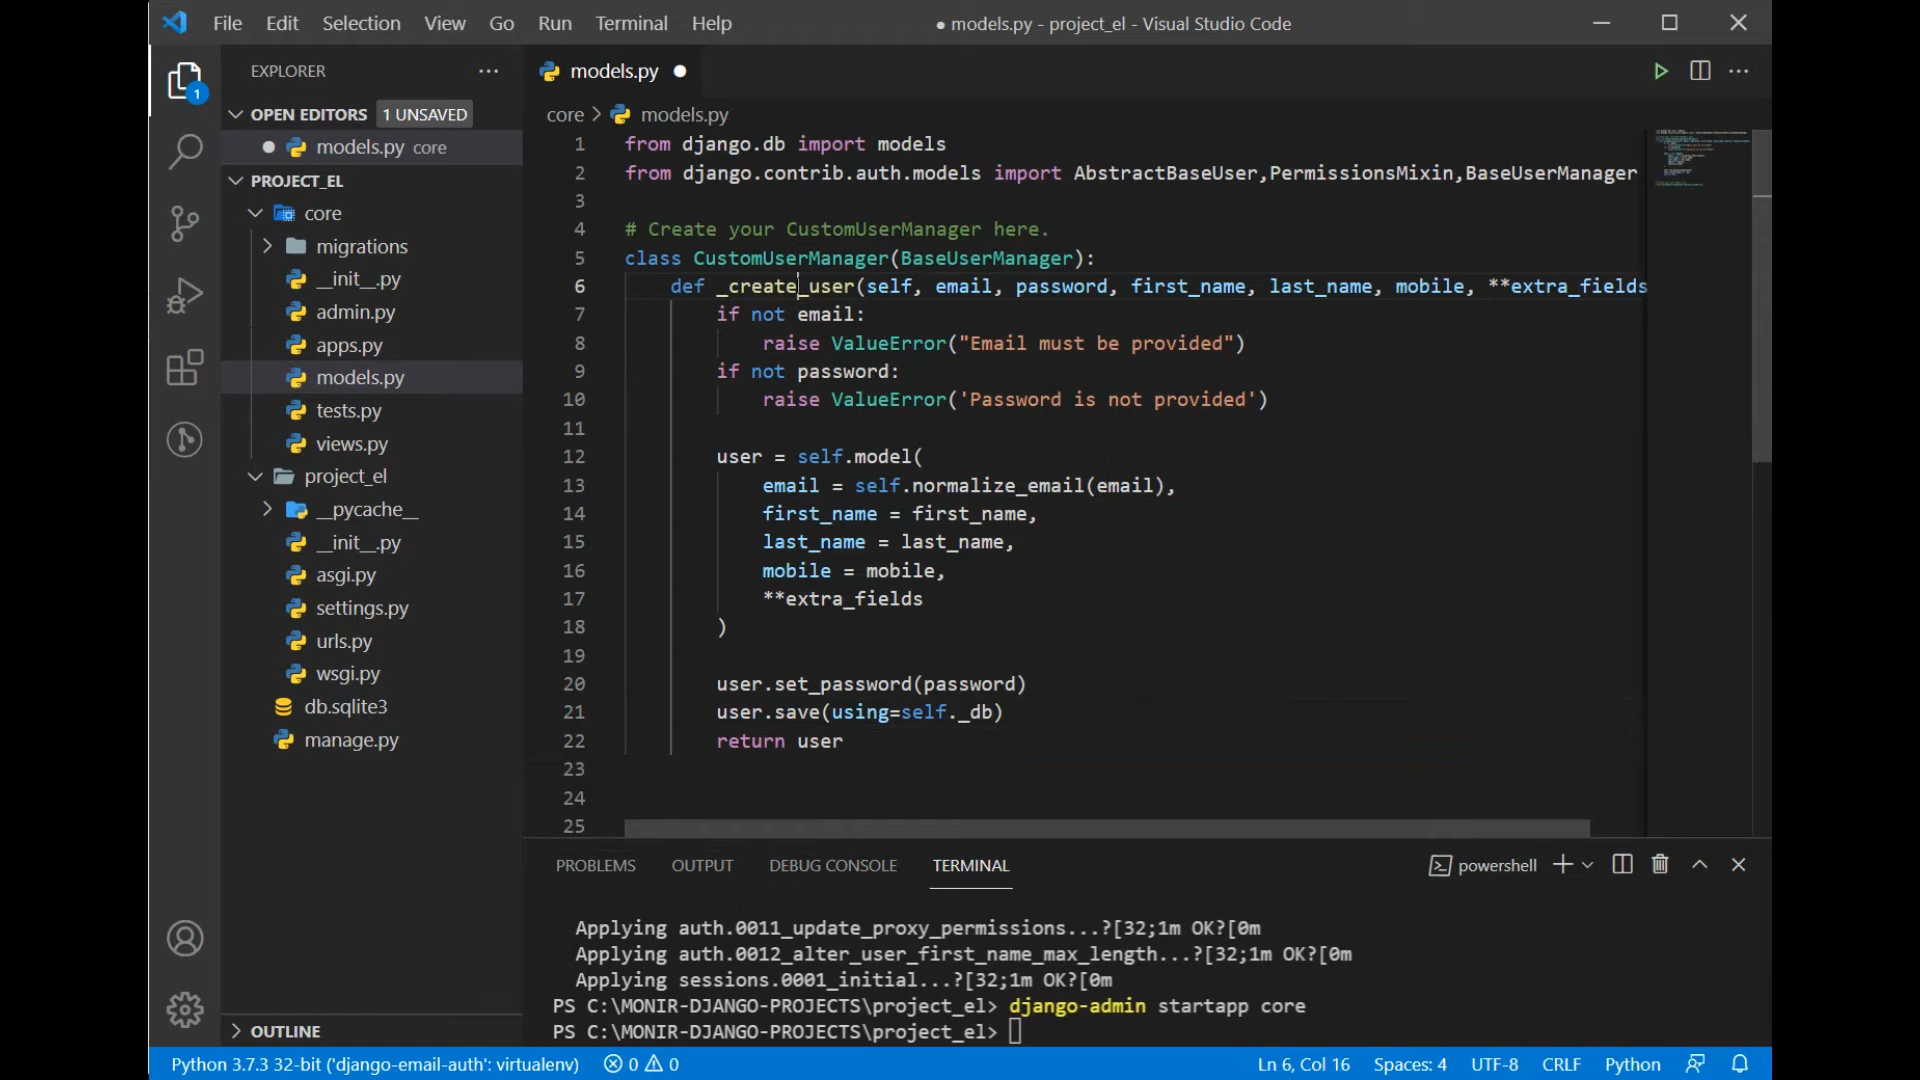 File Edit Selection View Go Run Terminal Help
● models.py - project_el - Visual Studio Code
EXPLORER
1
OPEN EDITORS 1 UNSAVED
models.py core
PROJECT_EL
core
migrations
__init__.py
admin.py
apps.py
models.py
tests.py
views.py
project_el
__pycache__
__init__.py
asgi.py
settings.py
urls.py
wsgi.py
db.sqlite3
manage.py
OUTLINE
models.py
core > models.py
1 from django.db import models
2 from django.contrib.auth.models import AbstractBaseUser,PermissionsMixin,BaseUserManager
3
4 # Create your CustomUserManager here.
5 class CustomUserManager(BaseUserManager):
6 def _create_user(self, email, password, first_name, last_name, mobile, **extra_fields
7 if not email:
8 raise ValueError("Email must be provided")
9 if not password:
10 raise ValueError('Password is not provided')
11
12 user = self.model(
13 email = self.normalize_email(email),
14 first_name = first_name,
15 last_name = last_name,
16 mobile = mobile,
17 **extra_fields
18 )
19
20 user.set_password(password)
21 user.save(using=self._db)
22 return user
23
24
25
PROBLEMS OUTPUT DEBUG CONSOLE TERMINAL
powershell
Applying auth.0011_update_proxy_permissions...?[32;1m OK?[0m
Applying auth.0012_alter_user_first_name_max_length...?[32;1m OK?[0m
Applying sessions.0001_initial...?[32;1m OK?[0m
PS C:\MONIR-DJANGO-PROJECTS\project_el> django-admin startapp core
PS C:\MONIR-DJANGO-PROJECTS\project_el>
Python 3.7.3 32-bit ('django-email-auth': virtualenv) 0 0
Ln 6, Col 16 Spaces: 4 UTF-8 CRLF Python